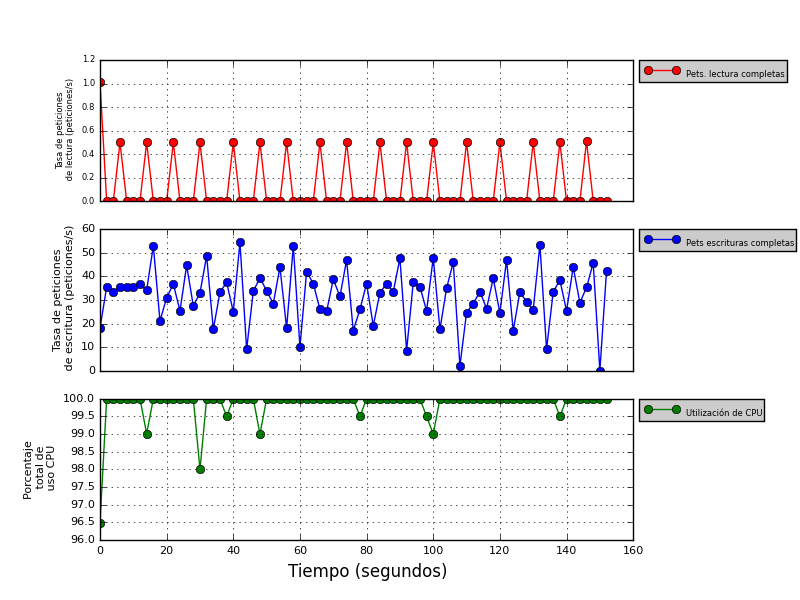 1.2
1.0
0.8
0.6
0.4
0.2
0.0
Tasa de peticiones
de lectura (peticiones/s)
Pets. lectura completas
60
50
40
30
20
10
0
Tasa de peticiones
de escritura (peticiones/s)
Pets escrituras completas
100.0
99.5
99.0
98.5
98.0
97.5
97.0
96.5
96.0
Porcentaje
total de
uso CPU
Utilización de CPU
0 20 40 60 80 100 120 140 160
Tiempo (segundos)